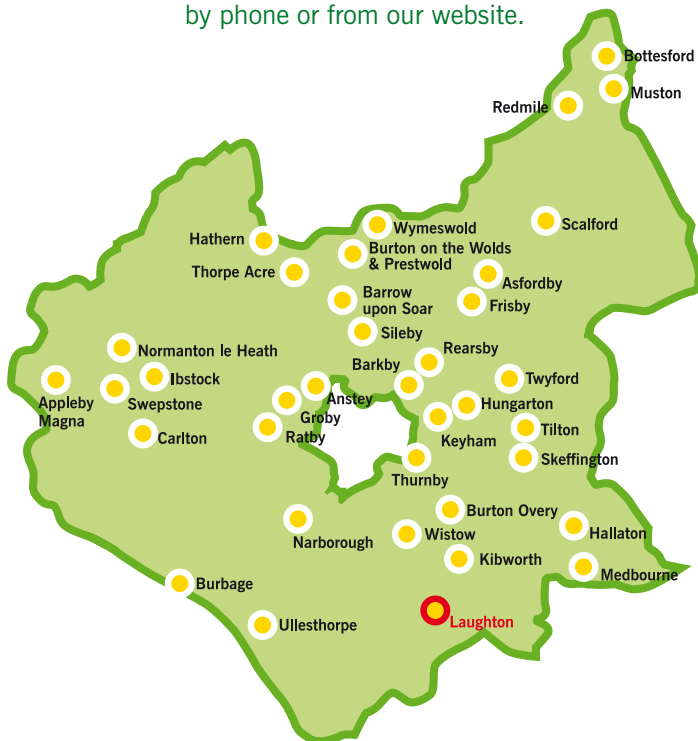 by phone or from our website.
Bottesford
Muston
Redmile
Scalford
Wymeswold
Hathern
Burton on the Wolds
& Prestwold
Thorpe Acre
Asfordby
Barrow
upon Soar
Frisby
Sileby
Rearsby
Normanton le Heath
Barkby
Ibstock
Twyford
Appleby
Magna
Swepstone
Anstey
Groby
Hungarton
Carlton
Ratby
Keyham
Tilton
Thurnby
Skeffington
Burton Overy
Narborough
Wistow
Hallaton
Kibworth
Medbourne
Burbage
Ullesthorpe
Laughton